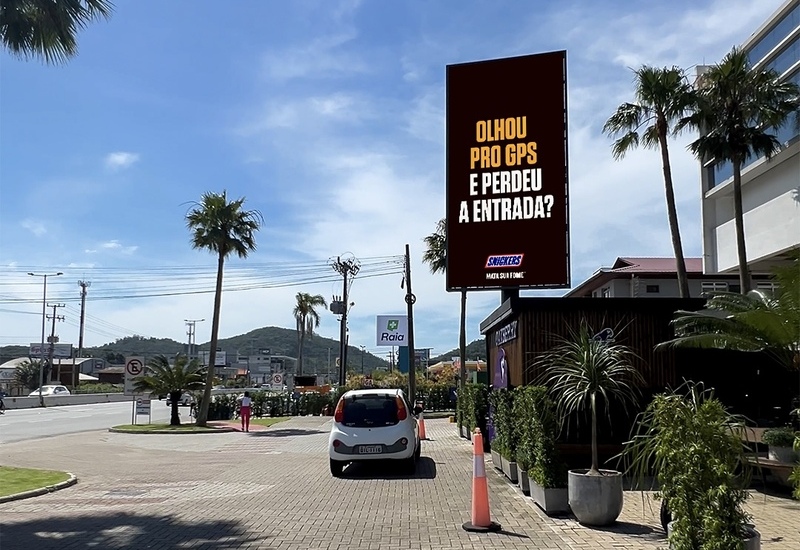 OLHOU
PRO GPS
E PERDEU
A ENTRADA?
SNICKERS
MATA SUA FOME
Raia
E